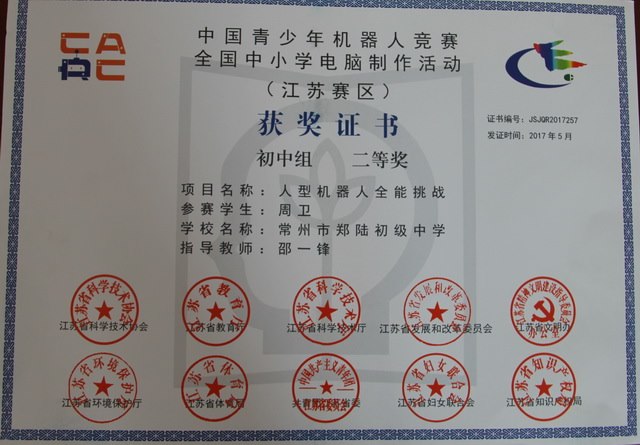 CARC
中国青少年机器人竞赛
全国中小学电脑制作活动
（江苏赛区）
获奖证书
初中组 二等奖
证书编号：JSJQR2017257
发证时间：2017年5月
项目名称：人型机器人全能挑战
参赛学生：周卫
学校名称：常州市郑陆初级中学
指导教师：邵一锋
江苏省科学技术协会
江苏省教育厅
江苏省科学技术厅
江苏省发展和改革委员会
江苏省文明办
江苏省环境保护厅
江苏省体育局
共青团江苏省委
江苏省妇女联合会
江苏省知识产权局